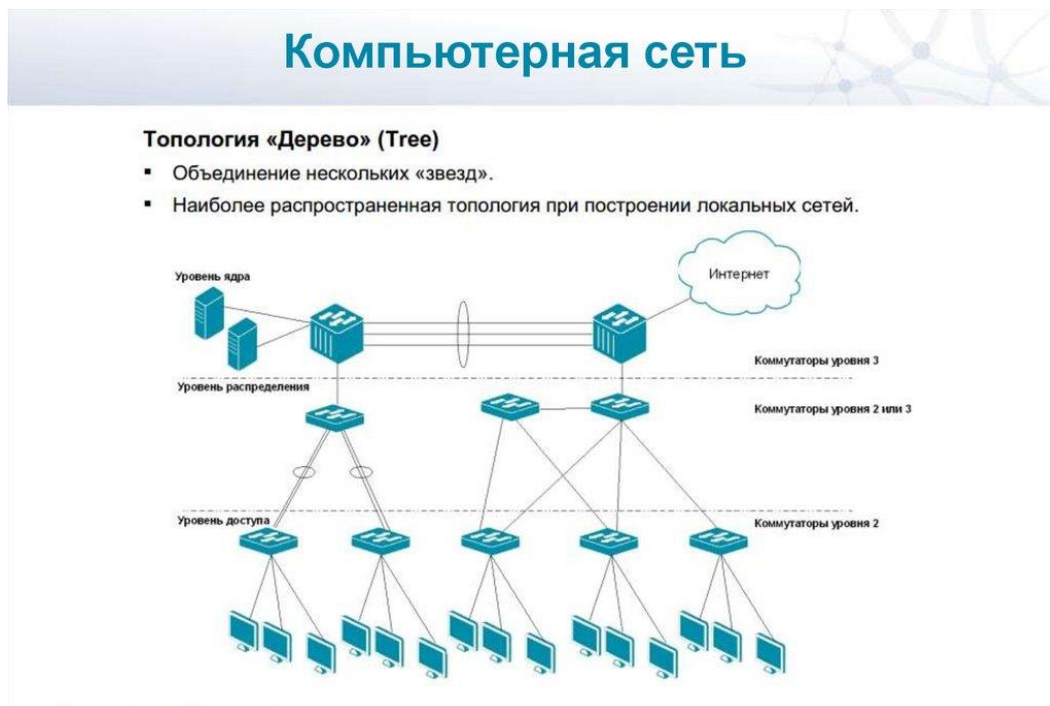 Компьютерная сеть
Топология «Дерево» (Tree)
▪ Объединение нескольких «звезд».
▪ Наиболее распространенная топология при построении локальных сетей.
Интернет
Уровень ядра
Коммутаторы уровня 3
Уровень распределения
Коммутаторы уровня 2 или 3
Уровень доступа
Коммутаторы уровня 2